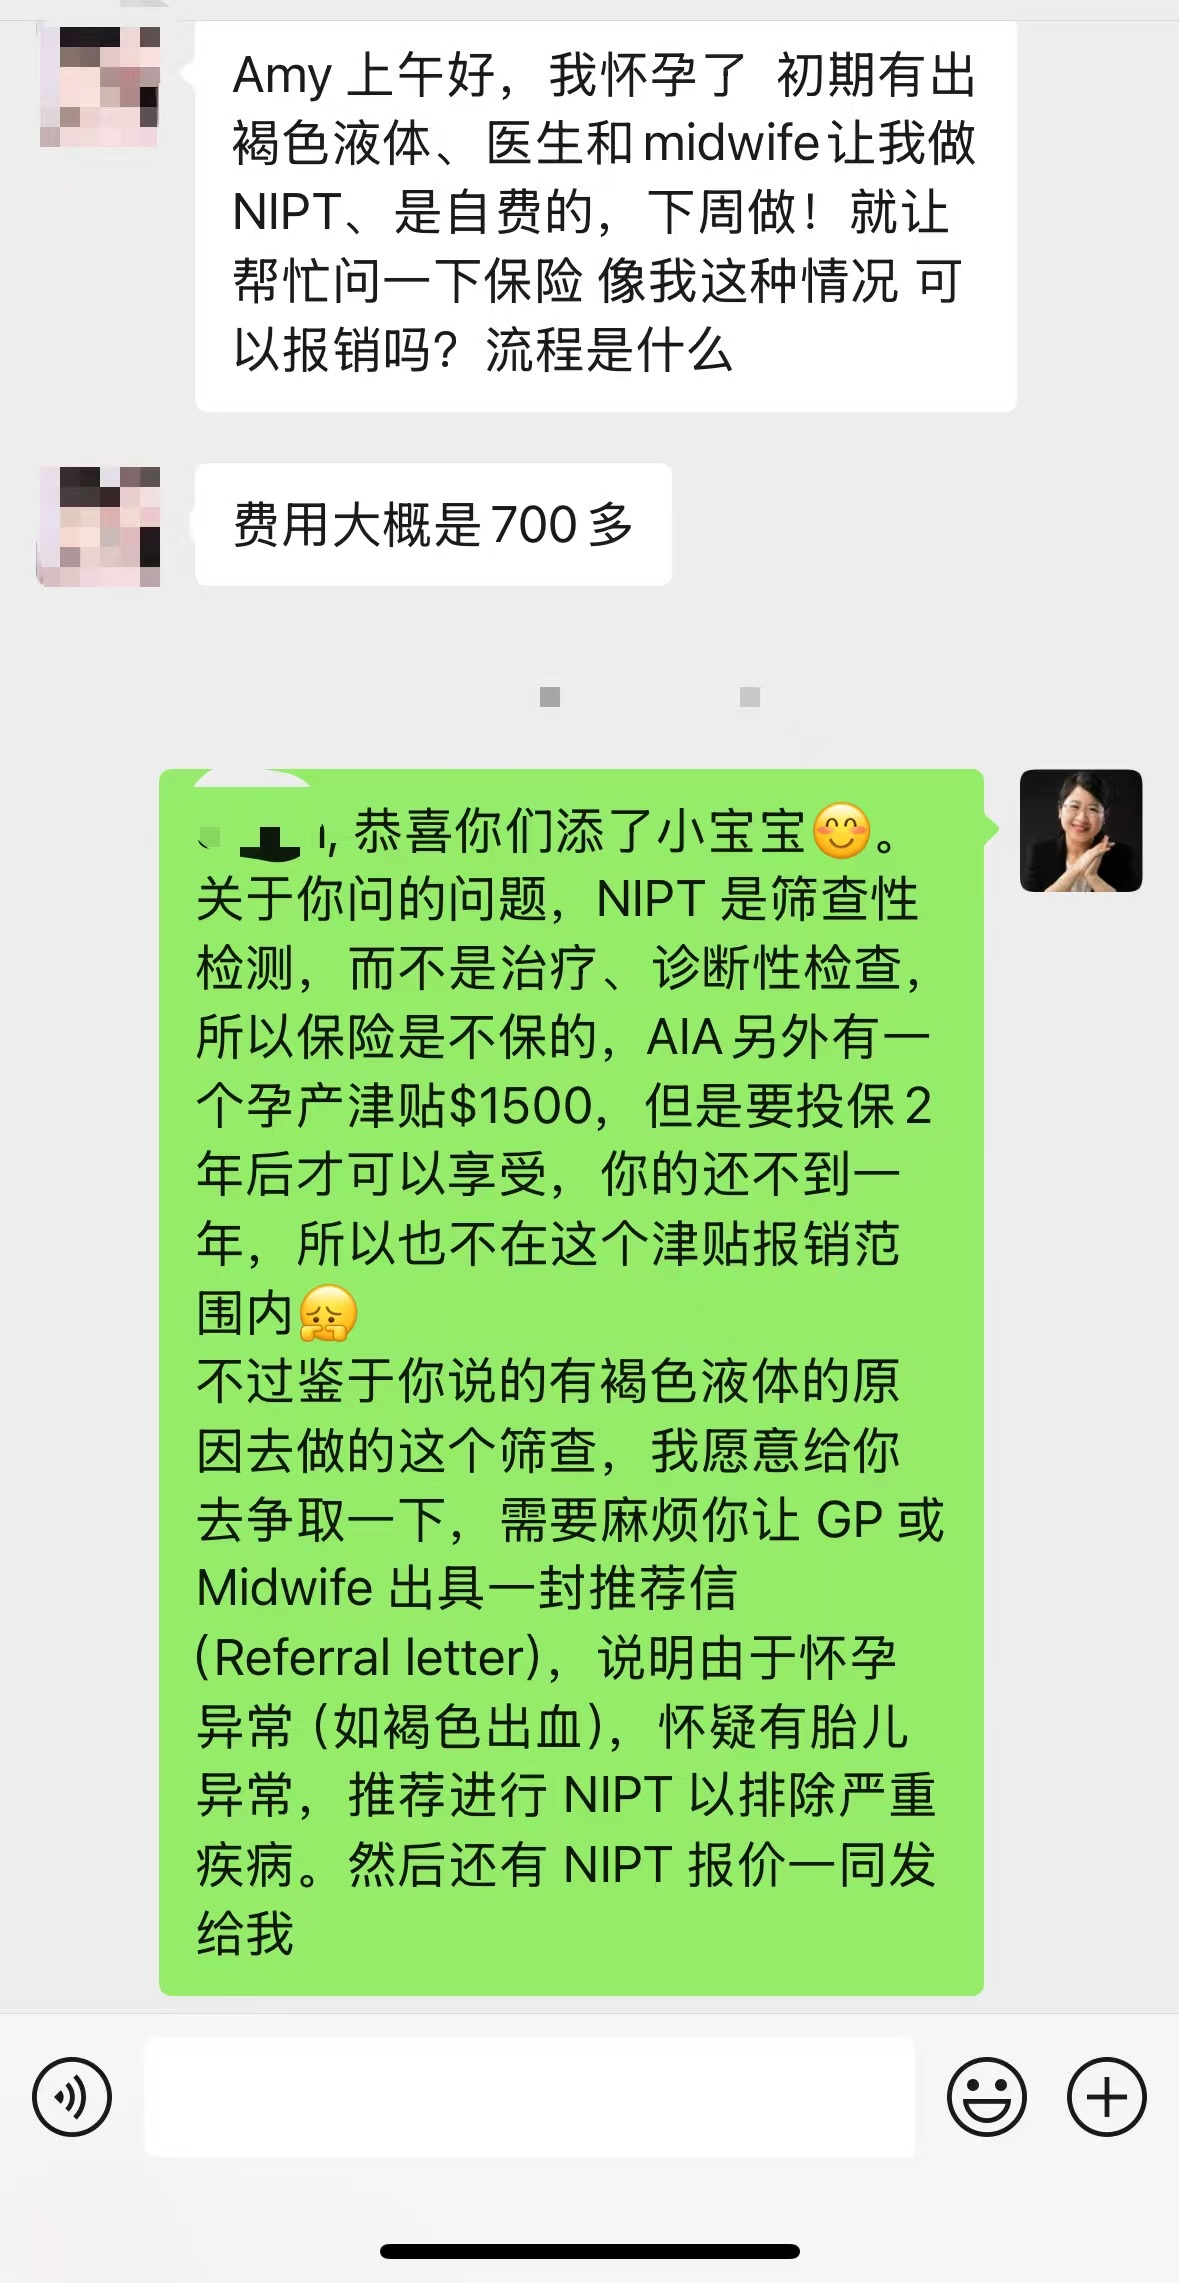 Amy 上午好，我怀孕了 初期有出
褐色液体、医生和midwife让我做
NIPT、是自费的，下周做！就让
帮忙问一下保险 像我这种情况 可
以报销吗？流程是什么
费用大概是700多
恭喜你们添了小宝宝😊。
关于你问的问题，NIPT 是筛查性
检测，而不是治疗、诊断性检查，
所以保险是不保的，AIA另外有一
个孕产津贴$1500，但是要投保2
年后才可以享受，你的还不到一
年，所以也不在这个津贴报销范
围内
不过鉴于你说的有褐色液体的原
因去做的这个筛查，我愿意给你
去争取一下，需要麻烦你让 GP 或
Midwife 出具一封推荐信
（Referral letter），说明由于怀孕
异常（如褐色出血），怀疑有胎儿
异常，推荐进行 NIPT 以排除严重
疾病。然后还有 NIPT 报价一同发
给我